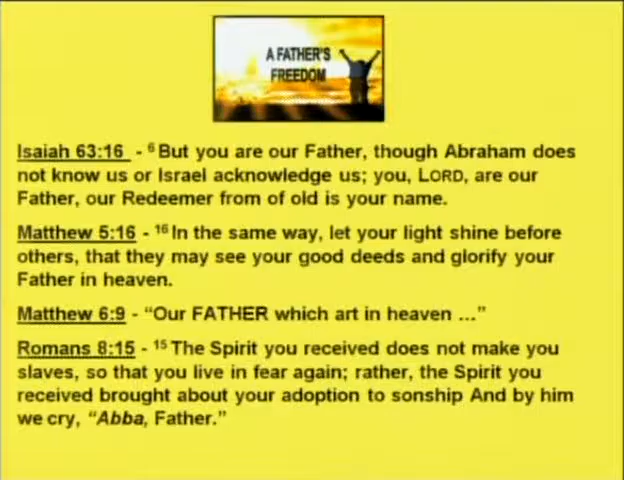 A FATHER'S
FREEDOM
Isaiah 63:16 - 6 But you are our Father, though Abraham does
not know us or Israel acknowledge us; you, LORD, are our
Father, our Redeemer from of old is your name.
Matthew 5:16 - 16 In the same way, let your light shine before
others, that they may see your good deeds and glorify your
Father in heaven.
Matthew 6:9 - “Our FATHER which art in heaven ...”
Romans 8:15 - 15 The Spirit you received does not make you
slaves, so that you live in fear again; rather, the Spirit you
received brought about your adoption to sonship And by him
we cry, “Abba, Father.”